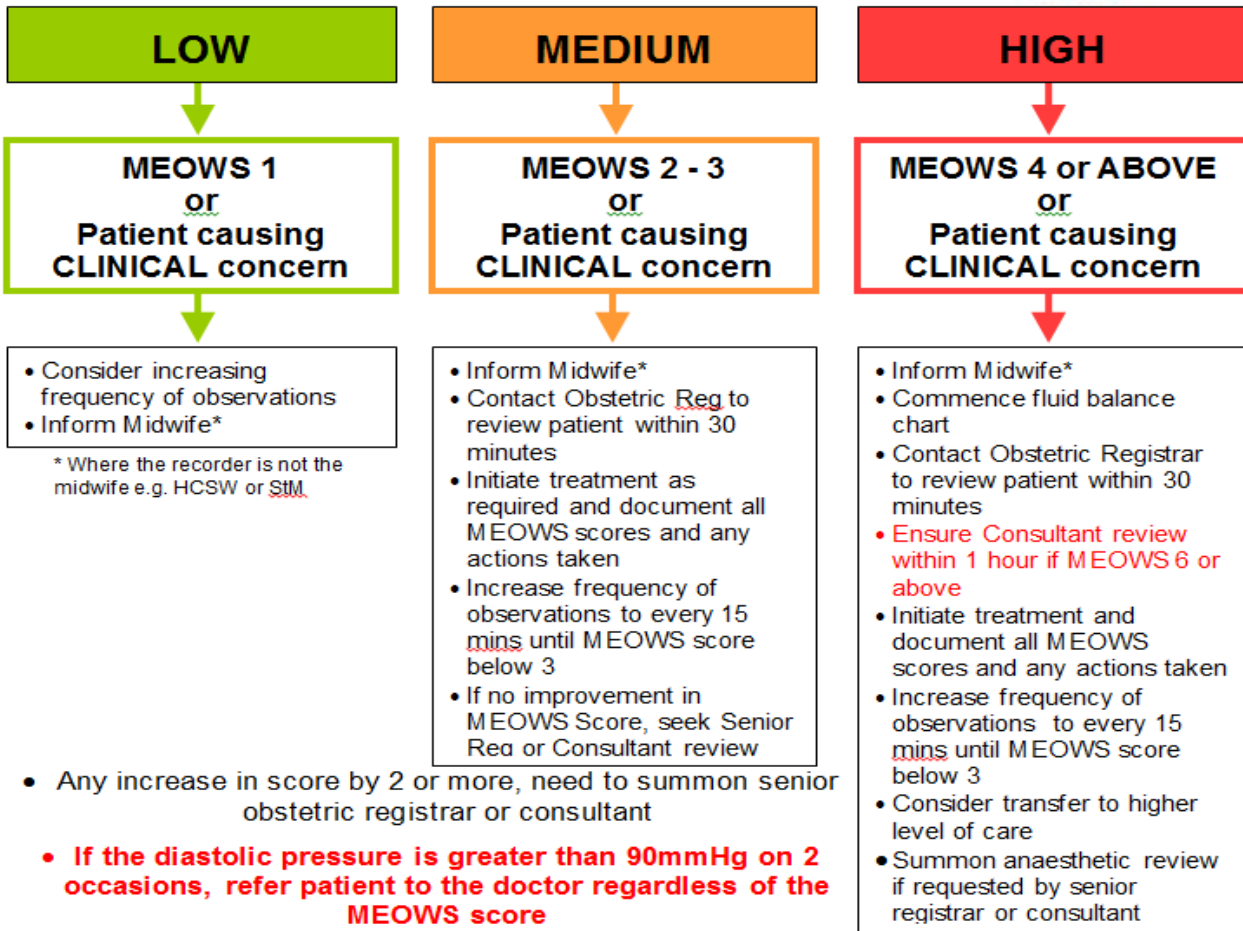 LOW
MEOWS 1
or
Patient causing
CLINICAL concern
• Consider increasing
frequency of observations
• Inform Midwife*
* Where the recorder is not the
midwife e.g. HCSW or StM
MEDIUM
MEOWS 2 - 3
or
Patient causing
CLINICAL concern
• Inform Midwife*
• Contact Obstetric Reg to
review patient within 30
minutes
• Initiate treatment as
required and document all
MEOWS scores and any
actions taken
• Increase frequency of
observations to every 15
mins until MEOWS score
below 3
• If no improvement in
MEOWS Score, seek Senior
Reg or Consultant review
HIGH
MEOWS 4 or ABOVE
or
Patient causing
CLINICAL concern
• Inform Midwife*
• Commence fluid balance
chart
• Contact Obstetric Registrar
to review patient within 30
minutes
• Ensure Consultant review
within 1 hour if MEOWS 6 or
above
• Initiate treatment and
document all MEOWS
scores and any actions taken
• Increase frequency of
observations to every 15
mins until MEOWS score
below 3
• Consider transfer to higher
level of care
• Summon anaesthetic review
if requested by senior
registrar or consultant
• Any increase in score by 2 or more, need to summon senior
obstetric registrar or consultant
• If the diastolic pressure is greater than 90mmHg on 2
occasions, refer patient to the doctor regardless of the
MEOWS score